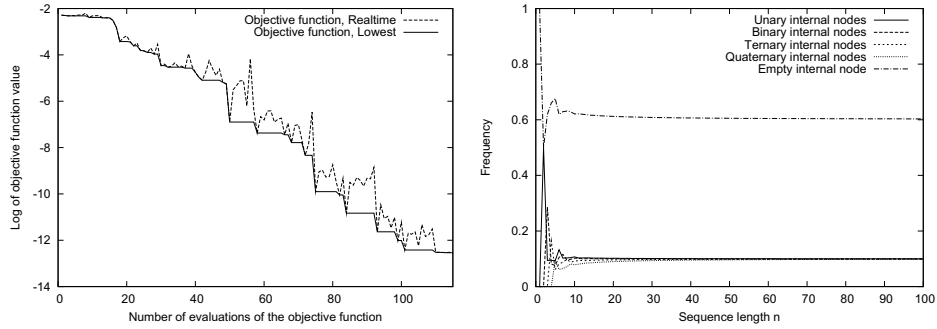 -2
-4
-6
-8
-10
-12
-14
0
20
40
60
80
100
Log of objective function value
Number of evaluations of the objective function
Objective function, Realtime
Objective function, Lowest
1
0.8
0.6
0.4
0.2
0
0
10
20
30
40
50
60
70
80
90
100
Frequency
Sequence length n
Unary internal nodes
Binary internal nodes
Ternary internal nodes
Quaternary internal nodes
Empty internal node